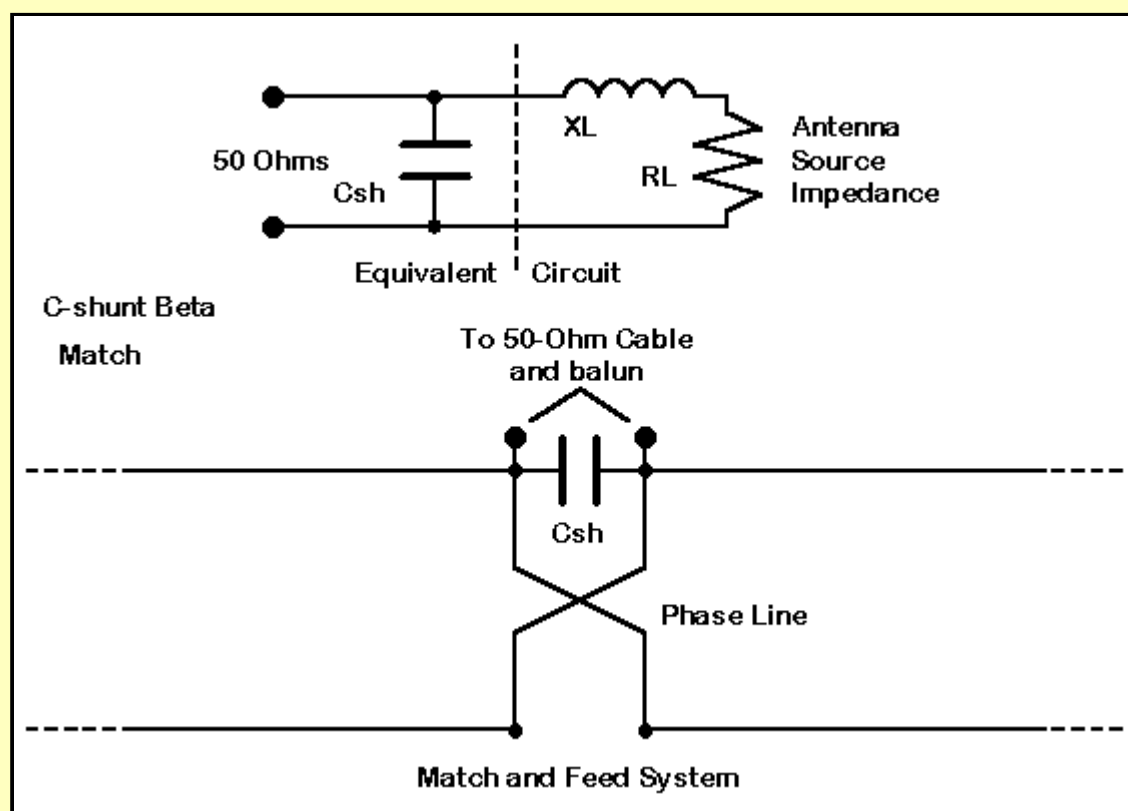 XL
Antenna
Source
Impedance
50 Ohms
RL
Csh
Equivalent Circuit
C-shunt Beta
Match
To 50-Ohm Cable
and balun
Csh
Phase Line
Match and Feed System